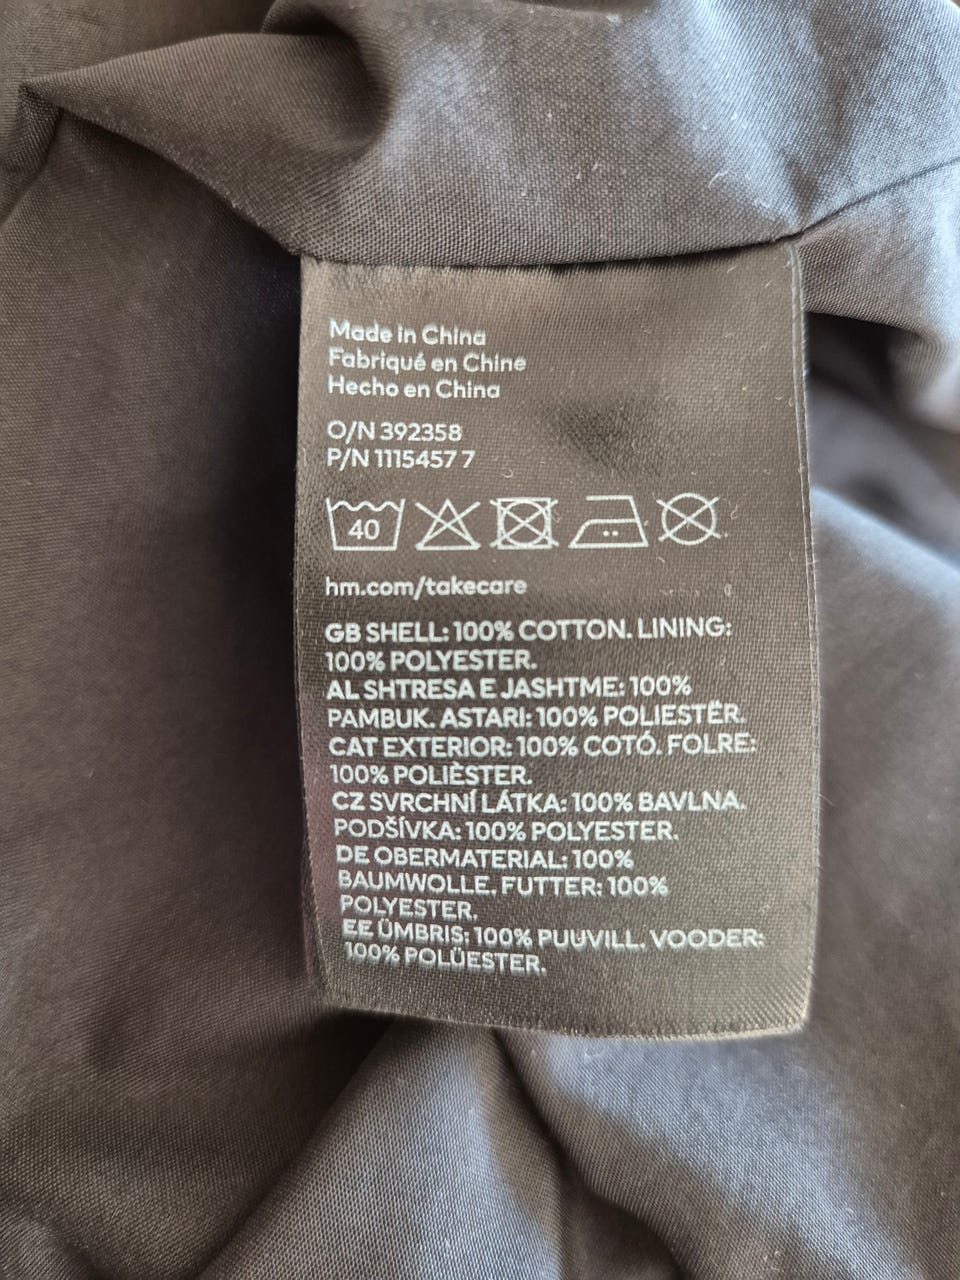 Made in China
Fabriqué en Chine
Hecho en China
O/N 392358
P/N 1115457 7
40
hm.com/takecare
GB SHELL: 100% COTTON. LINING:
100% POLYESTER.
AL SHTRESA E JASHTME: 100%
PAMBUK. ASTARI: 100% POLIESTËR.
CAT EXTERIOR: 100% COTÓ. FOLRE:
100% POLIÈSTER.
CZ SVRCHNÍ LÁTKA: 100% BAVLNA.
PODŠÍVKA: 100% POLYESTER.
DE OBERMATERIAL: 100%
BAUMWOLLE. FUTTER: 100%
POLYESTER.
EE ÜMBRIS: 100% PUUVILL. VOODER:
100% POLÜESTER.